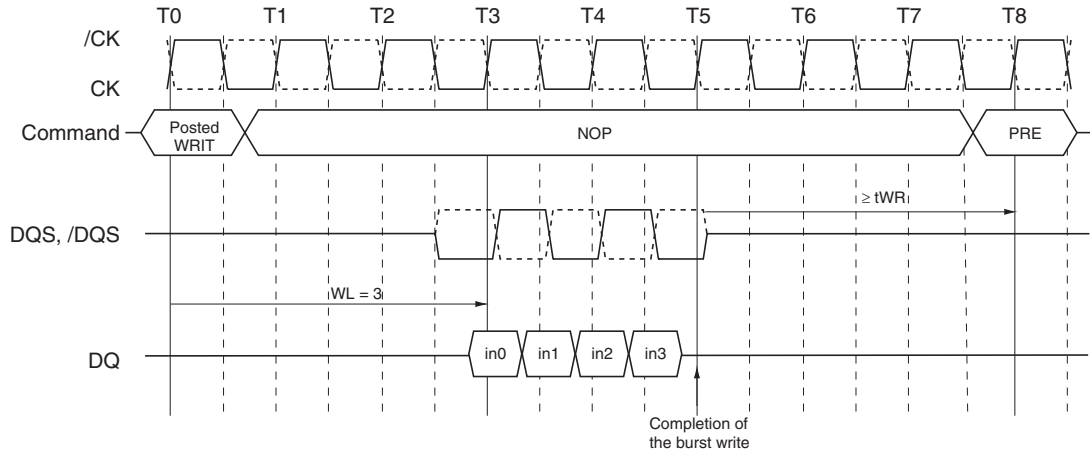 T0 T1 T2 T3 T4 T5 T6 T7 T8
/CK
CK
Command
Posted
WRIT
NOP
PRE
≥ tWR
DQS, /DQS
WL = 3
DQ
in0 in1 in2 in3
Completion of
the burst write